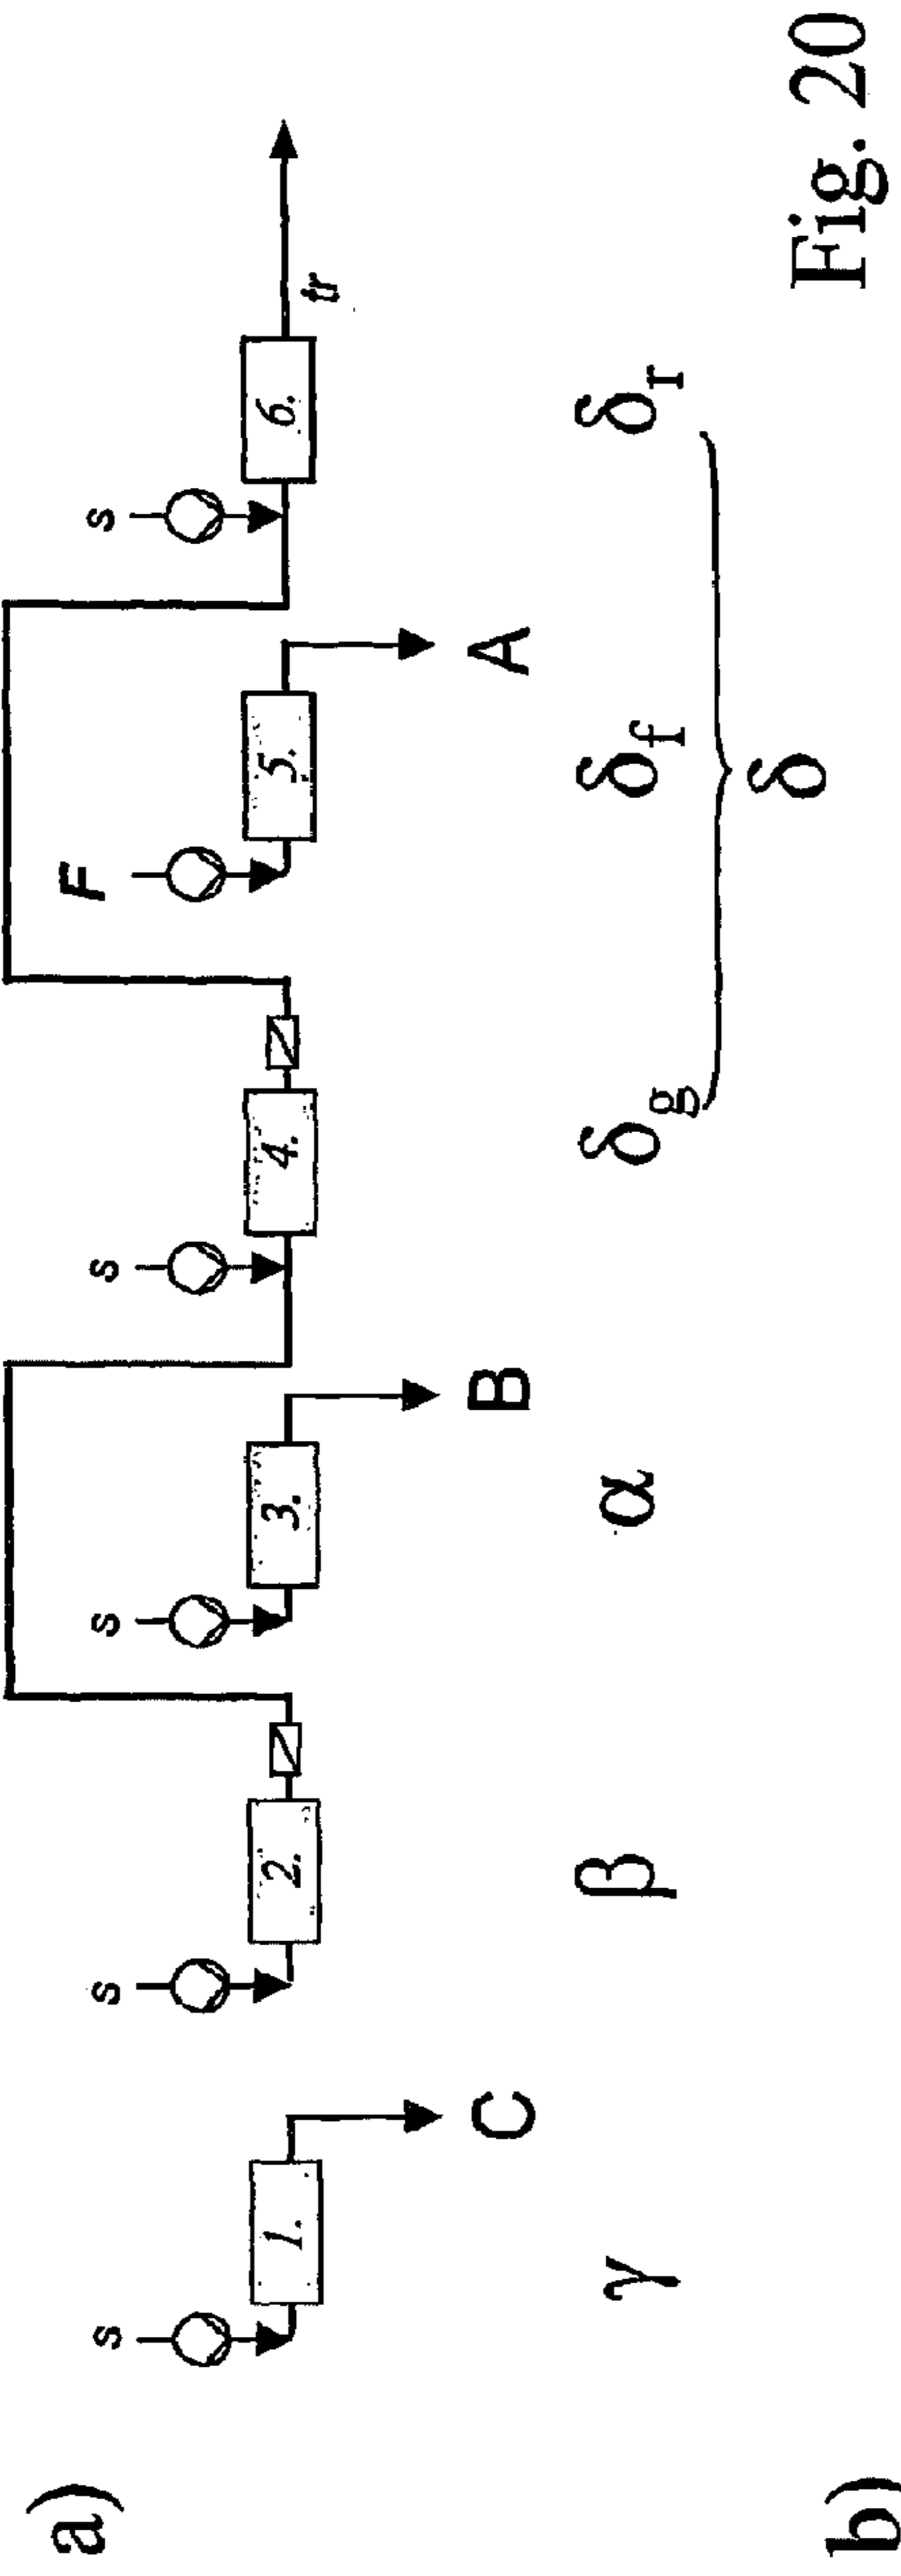 a)
s s s s F s
1. 2. 3. 4. 5. 6.
tr
C B A
γ β α δg δf δr
δ
b)
Fig. 20